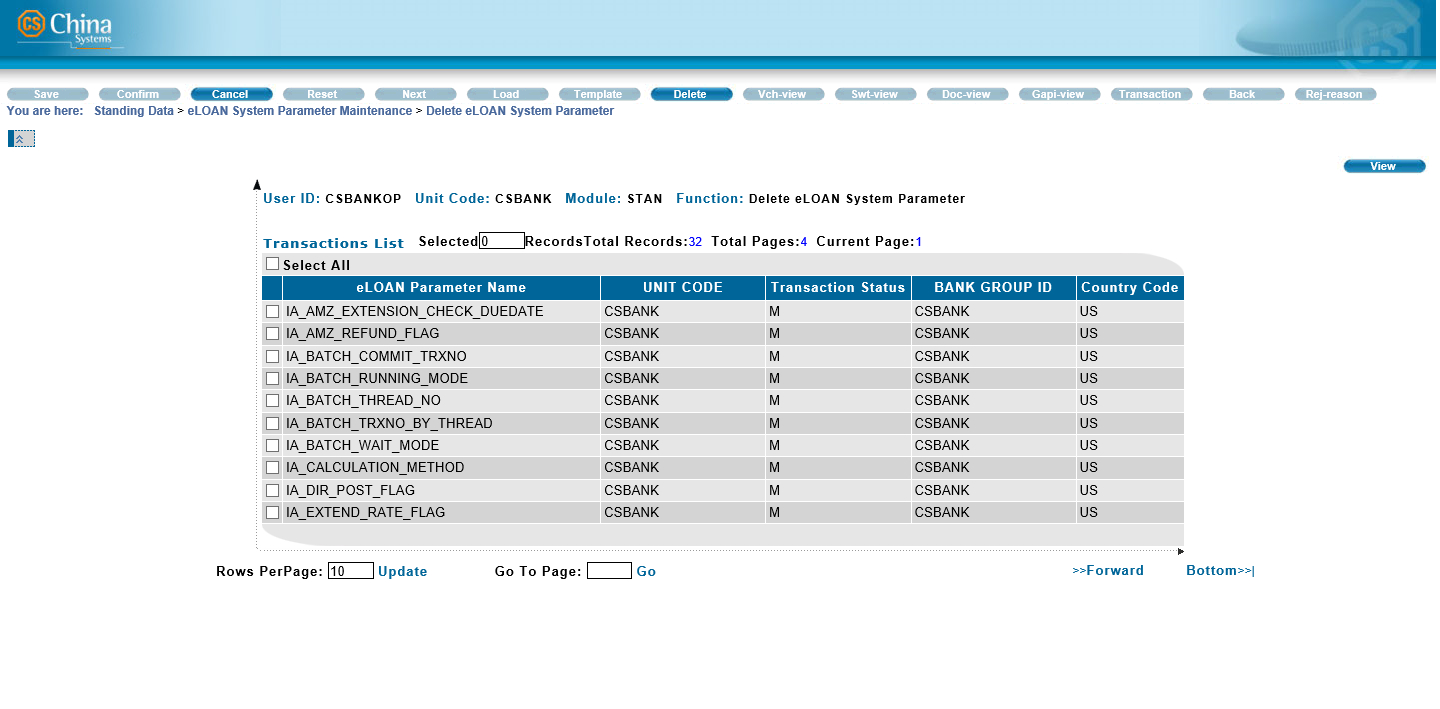 CS China
Systems
CS
Save Confirm Cancel Reset Next Load Template Delete Vch-view Swt-view Doc-view Gapi-view Transaction Back Rej-reason
You are here: Standing Data > eLOAN System Parameter Maintenance > Delete eLOAN System Parameter
View
User ID: CSBANKOP Unit Code: CSBANK Module: STAN Function: Delete eLOAN System Parameter
Transactions List Selected 0 RecordsTotal Records:32 Total Pages:4 Current Page:1
Select All
eLOAN Parameter Name UNIT CODE Transaction Status BANK GROUP ID Country Code
IA_AMZ_EXTENSION_CHECK_DUEDATE CSBANK M CSBANK US
IA_AMZ_REFUND_FLAG CSBANK M CSBANK US
IA_BATCH_COMMIT_TRXNO CSBANK M CSBANK US
IA_BATCH_RUNNING_MODE CSBANK M CSBANK US
IA_BATCH_THREAD_NO CSBANK M CSBANK US
IA_BATCH_TRXNO_BY_THREAD CSBANK M CSBANK US
IA_BATCH_WAIT_MODE CSBANK M CSBANK US
IA_CALCULATION_METHOD CSBANK M CSBANK US
IA_DIR_POST_FLAG CSBANK M CSBANK US
IA_EXTEND_RATE_FLAG CSBANK M CSBANK US
Rows PerPage: 10 Update Go To Page: Go >>Forward Bottom>>|